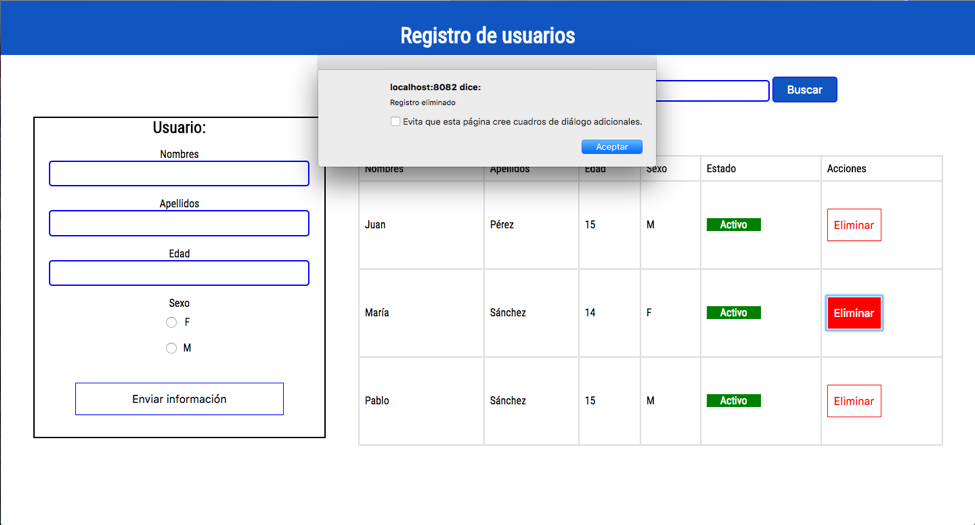 Registro de usuarios
localhost:8082 dice:
Registro eliminado
Evita que esta página cree cuadros de diálogo adicionales.
Aceptar
Buscar
Usuario:
Nombres
Apellidos
Edad
Sexo
F
M
Enviar información
Nombres Apellidos Edad Sexo Estado Acciones
Juan Pérez 15 M Activo Eliminar
María Sánchez 14 F Activo Eliminar
Pablo Sánchez 15 M Activo Eliminar